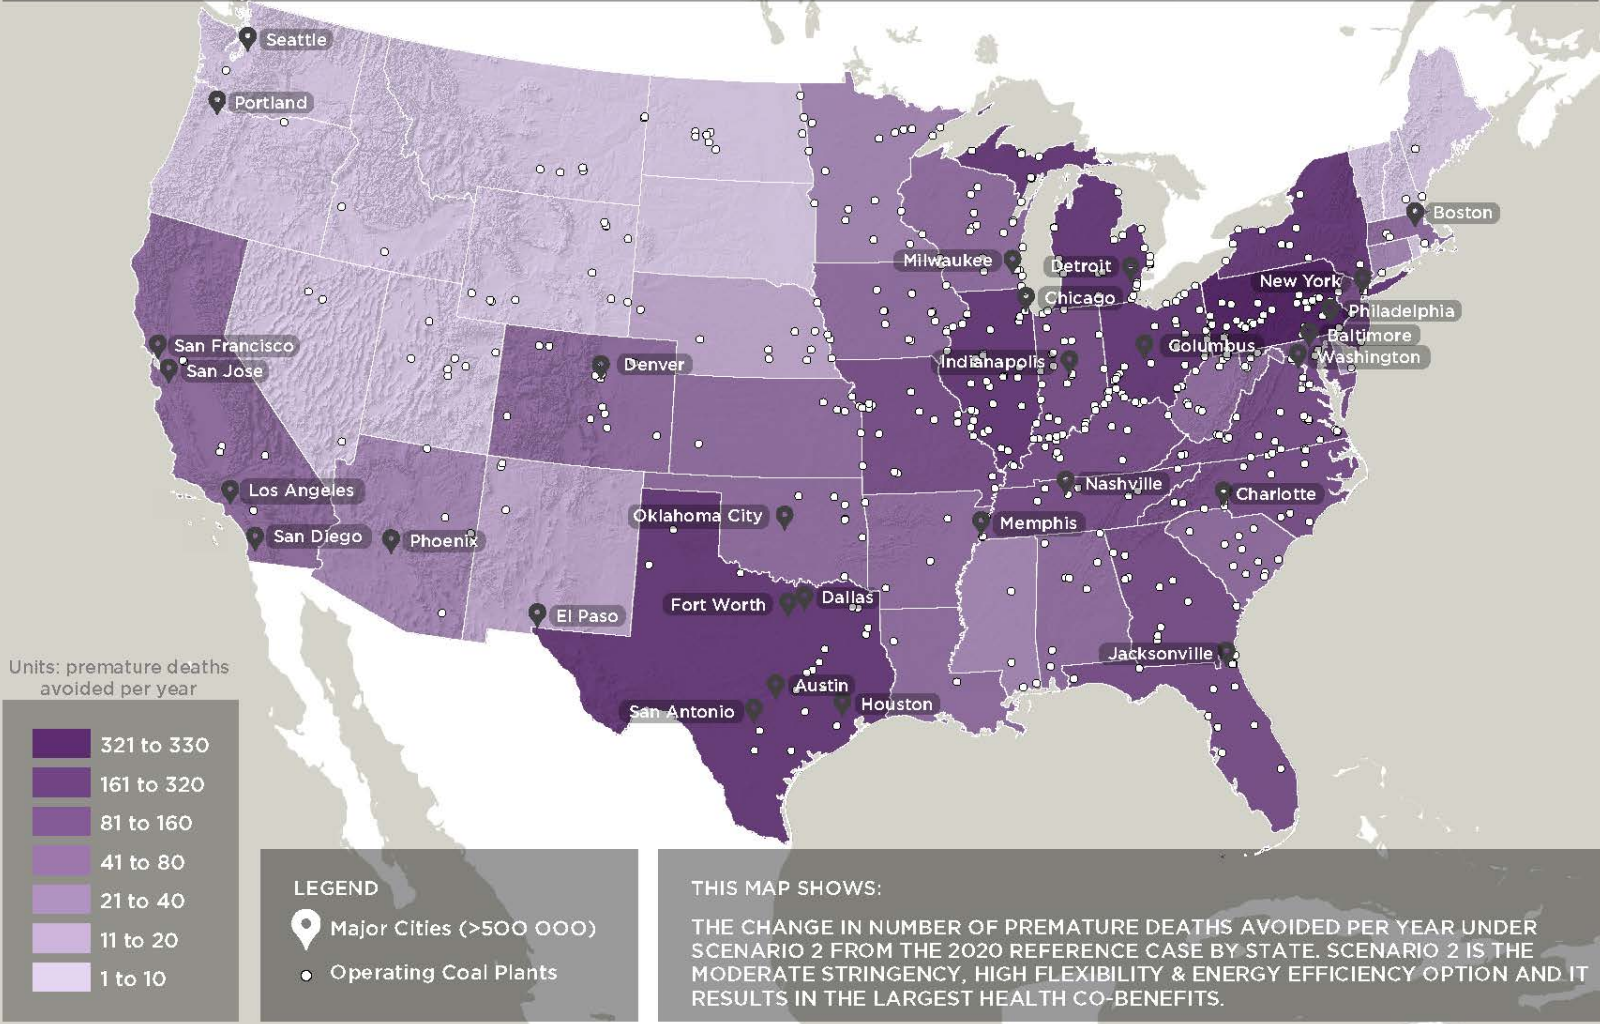 Seattle
Portland
Boston
Milwaukee
Detroit
New York
Chicago
Philadelphia
San Francisco
Baltimore
Columbus
Washington
San Jose
Denver
Indianapolis
Los Angeles
Nashville
Charlotte
Oklahoma City
Memphis
San Diego
Phoenix
Fort Worth
Dallas
El Paso
Jacksonville
Austin
San Antonio
Houston
Units: premature deaths
avoided per year
321 to 330
161 to 320
81 to 160
41 to 80
21 to 40
11 to 20
1 to 10
LEGEND
Major Cities (>500 000)
Operating Coal Plants
THIS MAP SHOWS:
THE CHANGE IN NUMBER OF PREMATURE DEATHS AVOIDED PER YEAR UNDER
SCENARIO 2 FROM THE 2020 REFERENCE CASE BY STATE. SCENARIO 2 IS THE
MODERATE STRINGENCY, HIGH FLEXIBILITY & ENERGY EFFICIENCY OPTION AND IT
RESULTS IN THE LARGEST HEALTH CO-BENEFITS.